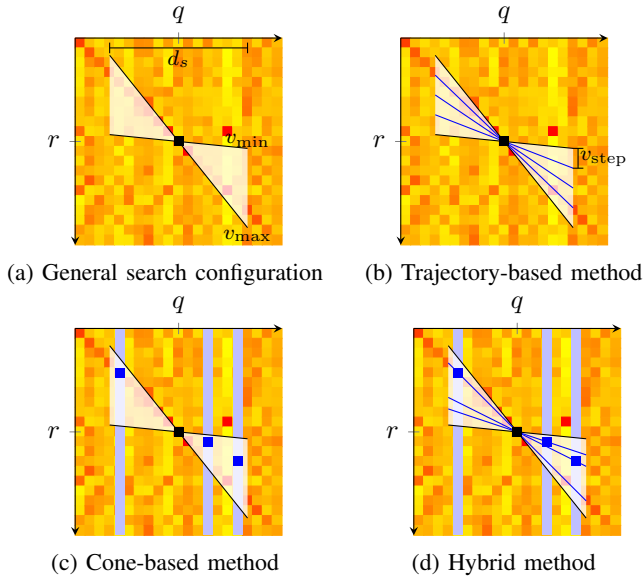 q q
d_s
r v_min r v_step
v_max
(a) General search configuration (b) Trajectory-based method
q q
r r
(c) Cone-based method (d) Hybrid method